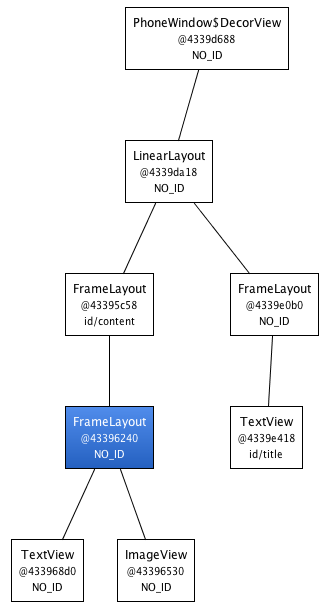 PhoneWindow$DecorView
@4339d688
NO_ID
LinearLayout
@4339da18
NO_ID
FrameLayout
@43395c58
id/content
FrameLayout
@4339e0b0
NO_ID
FrameLayout
@43396240
NO_ID
TextView
@4339e418
id/title
TextView
@433968d0
NO_ID
ImageView
@43396530
NO_ID